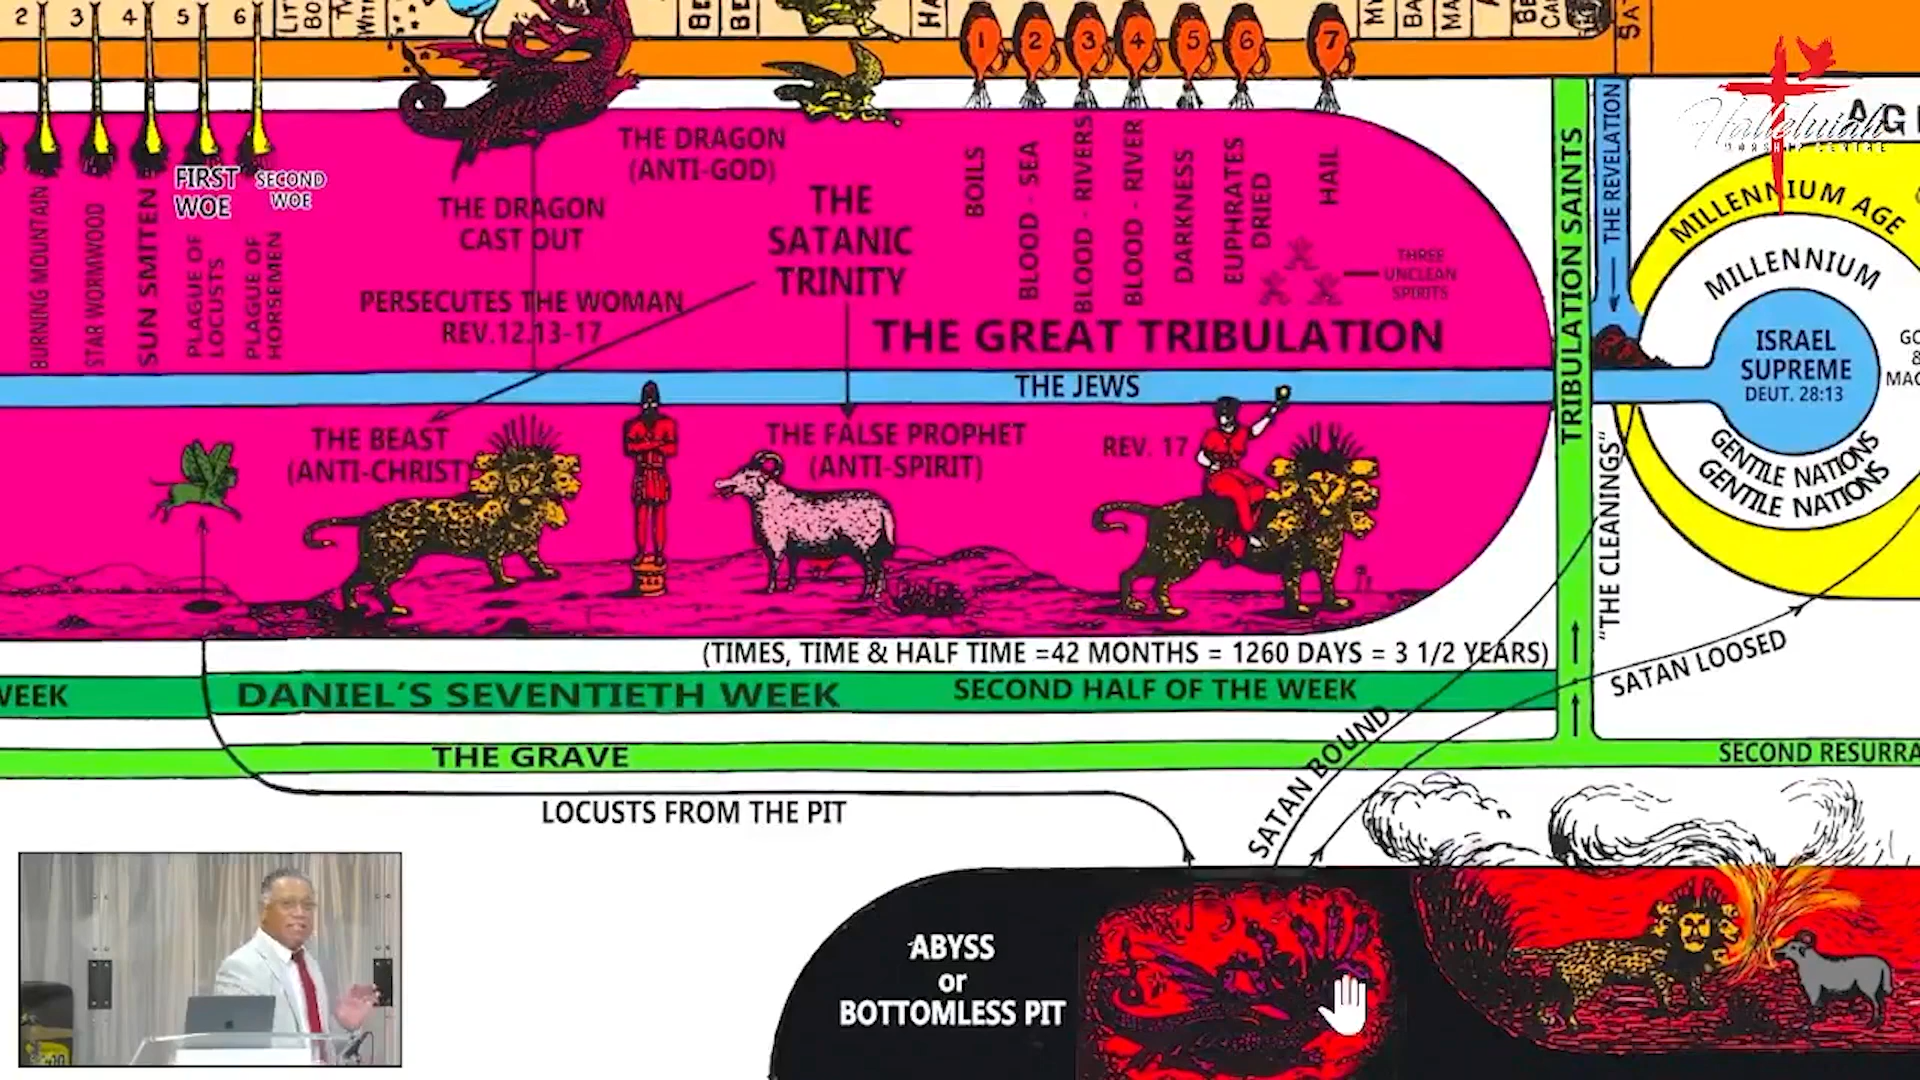 2 3 4 5 6
1 2 3 4 5 6 7
Halleluiah
WORSHIP CENTRE
FIRST
WOE
SECOND
WOE
BURNING MOUNTAIN
STAR WORMWOOD
SUN SMITTEN
PLAGUE OF
LOCUSTS
PLAGUE OF
HORSEMEN
THE DRAGON
(ANTI-GOD)
THE DRAGON
CAST OUT
PERSECUTES THE WOMAN
REV.12.13-17
THE
SATANIC
TRINITY
BOILS
BLOOD - SEA
BLOOD - RIVERS
BLOOD - RIVER
DARKNESS
EUPHRATES
DRIED
HAIL
THREE
UNCLEAN
SPIRITS
THE GREAT TRIBULATION
THE JEWS
THE BEAST
(ANTI-CHRIST)
THE FALSE PROPHET
(ANTI-SPIRIT)
REV. 17
TRIBULATION SAINTS
THE REVELATION
"THE CLEANINGS"
MILLENNIUM AGE
MILLENNIUM
ISRAEL
SUPREME
DEUT. 28:13
GENTILE NATIONS
GENTILE NATIONS
(TIMES, TIME & HALF TIME =42 MONTHS = 1260 DAYS = 3 1/2 YEARS)
WEEK
DANIEL'S SEVENTIETH WEEK
SECOND HALF OF THE WEEK
SATAN LOOSED
SATAN BOUND
THE GRAVE
SECOND RESURRA
LOCUSTS FROM THE PIT
ABYSS
or
BOTTOMLESS PIT